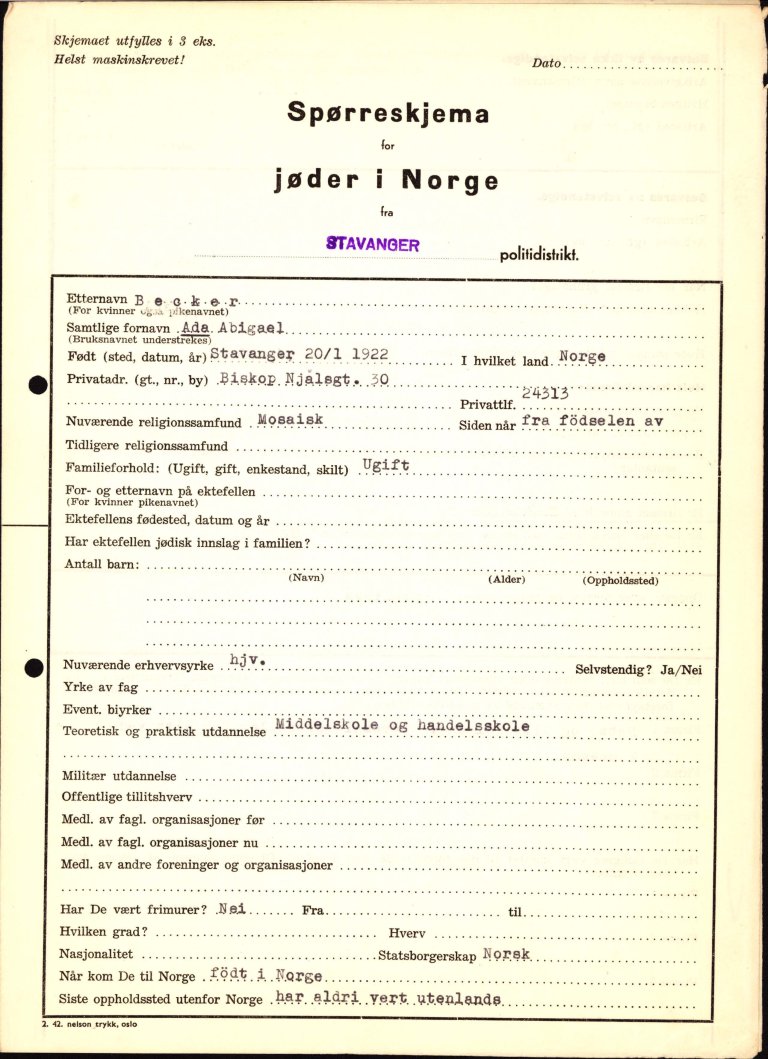 Skjemaet utfylles i 3 eks.
Helst maskinskrevet!
Dato
Spørreskjema
for
jøder i Norge
fra
STAVANGER politidistrikt.
Etternavn Becker
(For kvinner også pikenavnet)
Samtlige fornavn Ada Abigael
(Bruksnavnet understrekes)
Født (sted, datum, år) Stavanger 20/1 1922 I hvilket land Norge
Privatadr. (gt., nr., by) Biskop Njålsgt. 30
Privattlf. 24313
Nuværende religionssamfund Mosaisk Siden når fra födselen av
Tidligere religionssamfund
Familieforhold: (Ugift, gift, enkestand, skilt) Ugift
For- og etternavn på ektefellen
(For kvinner pikenavnet)
Ektefellens fødested, datum og år
Har ektefellen jødisk innslag i familien?
Antall barn:
(Navn) (Alder) (Oppholdssted)
Nuværende erhvervsyrke hjv. Selvstendig? Ja/Nei
Yrke av fag
Event. biyrker
Teoretisk og praktisk utdannelse Middelskole og handelsskole
Militær utdannelse
Offentlige tillitshverv
Medl. av fagl. organisasjoner før
Medl. av fagl. organisasjoner nu
Medl. av andre foreninger og organisasjoner
Har De vært frimurer? Nei Fra til
Hvilken grad? Hverv
Nasjonalitet Statsborgerskap Norsk
Når kom De til Norge födt i Norge
Siste oppholdssted utenfor Norge har aldri vert utenlands
2. 42. nelson trykk, oslo